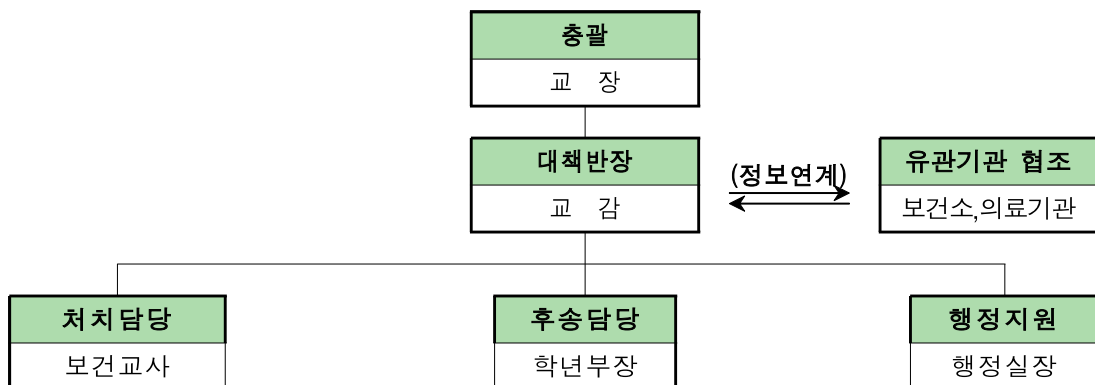 총괄
교 장
대책반장
교 감
(정보연계)
유관기관 협조
보건소,의료기관
처치담당
보건교사
후송담당
학년부장
행정지원
행정실장